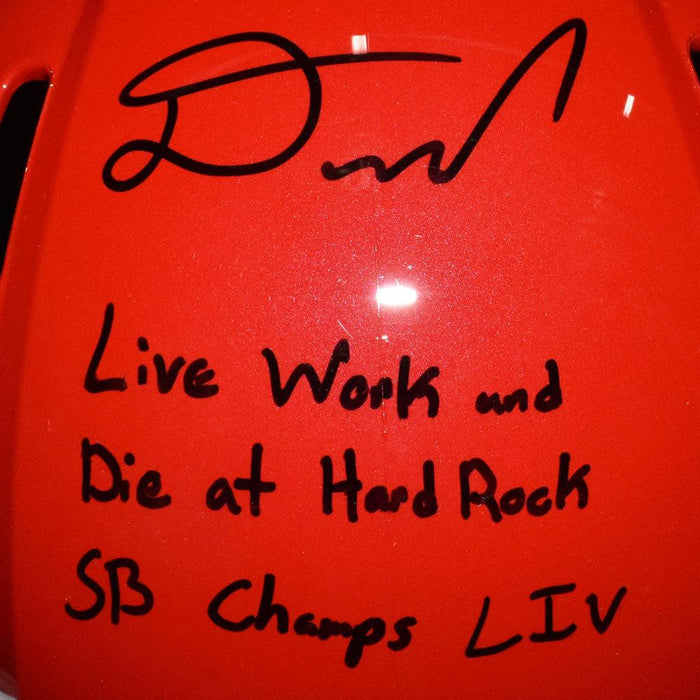 Live Work and
Die at Hard Rock
SB Champs LIV